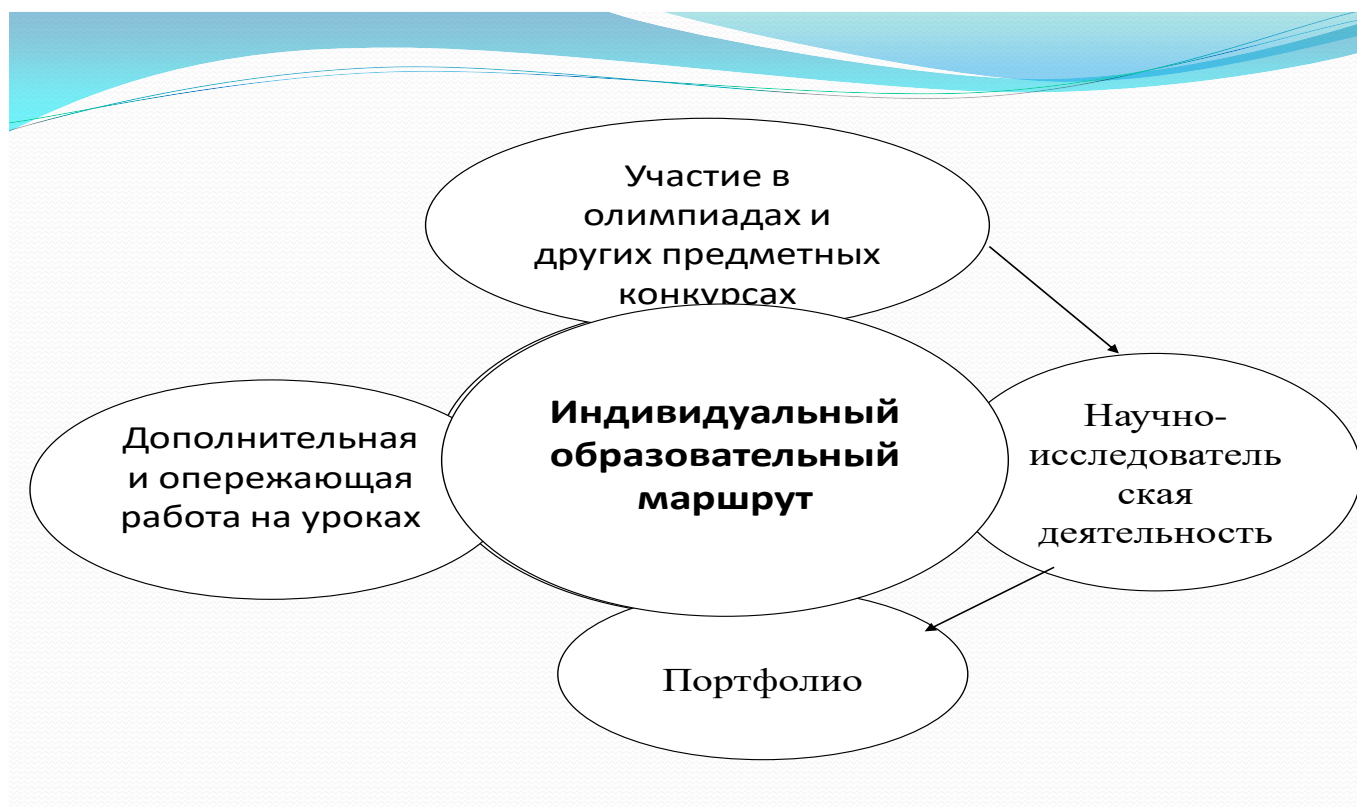 Участие в
олимпиадах и
других предметных
конкурсах
Дополнительная
и опережающая
работа на уроках
Индивидуальный
образовательный
маршрут
Научно-
исследователь
ская
деятельность
Портфолио